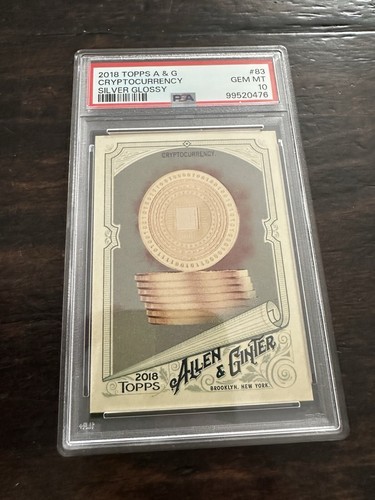 2018 TOPPS A & G #83
CRYPTOCURRENCY GEM MT
SILVER GLOSSY 10
PSA 99520476
CRYPTOCURRENCY
2018
TOPPS
ALLEN
& GINTER
BROOKLYN, NEW YORK